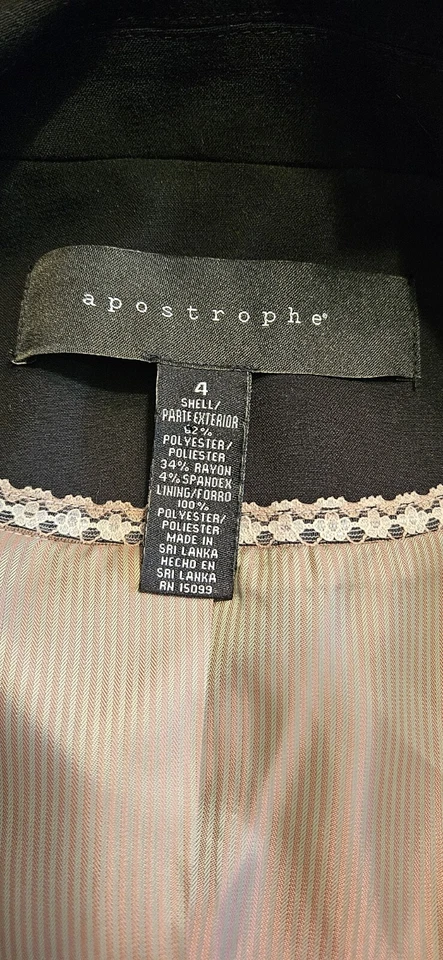 apostrophe®
4
SHELL/
PARTE EXTERIOR
62%
POLYESTER/
POLIESTER
34% RAYON
4% SPANDEX
LINING/FORRO
100%
POLYESTER/
POLIESTER
MADE IN
SRI LANKA
HECHO EN
SRI LANKA
RN 15099